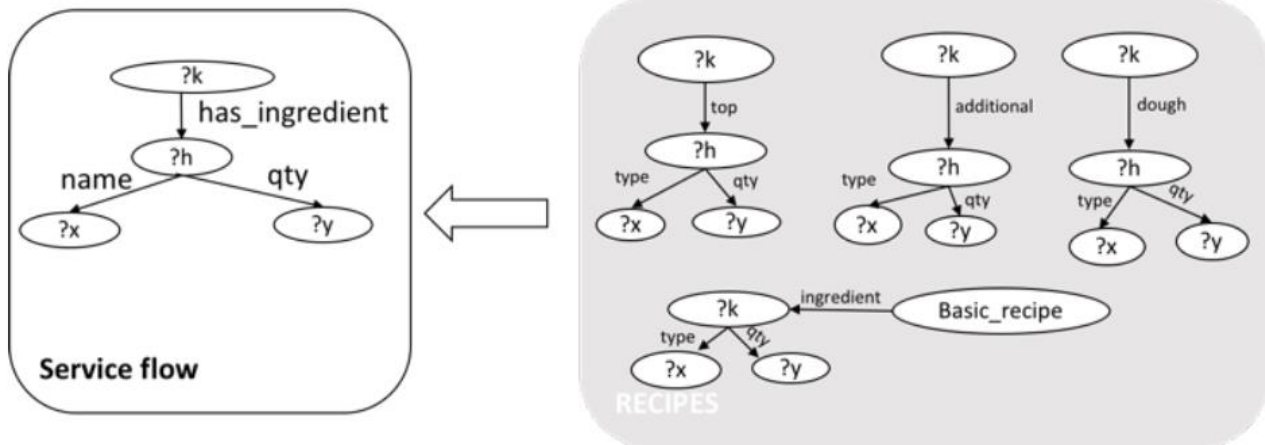 ?k
has_ingredient
?h
name
qty
?x
?y
Service flow
?k
top
?h
type
qty
?x
?y
?k
additional
?h
type
qty
?x
?y
?k
dough
?h
type
qty
?x
?y
?k
ingredient
Basic_recipe
type
qty
?x
?y
RECIPES